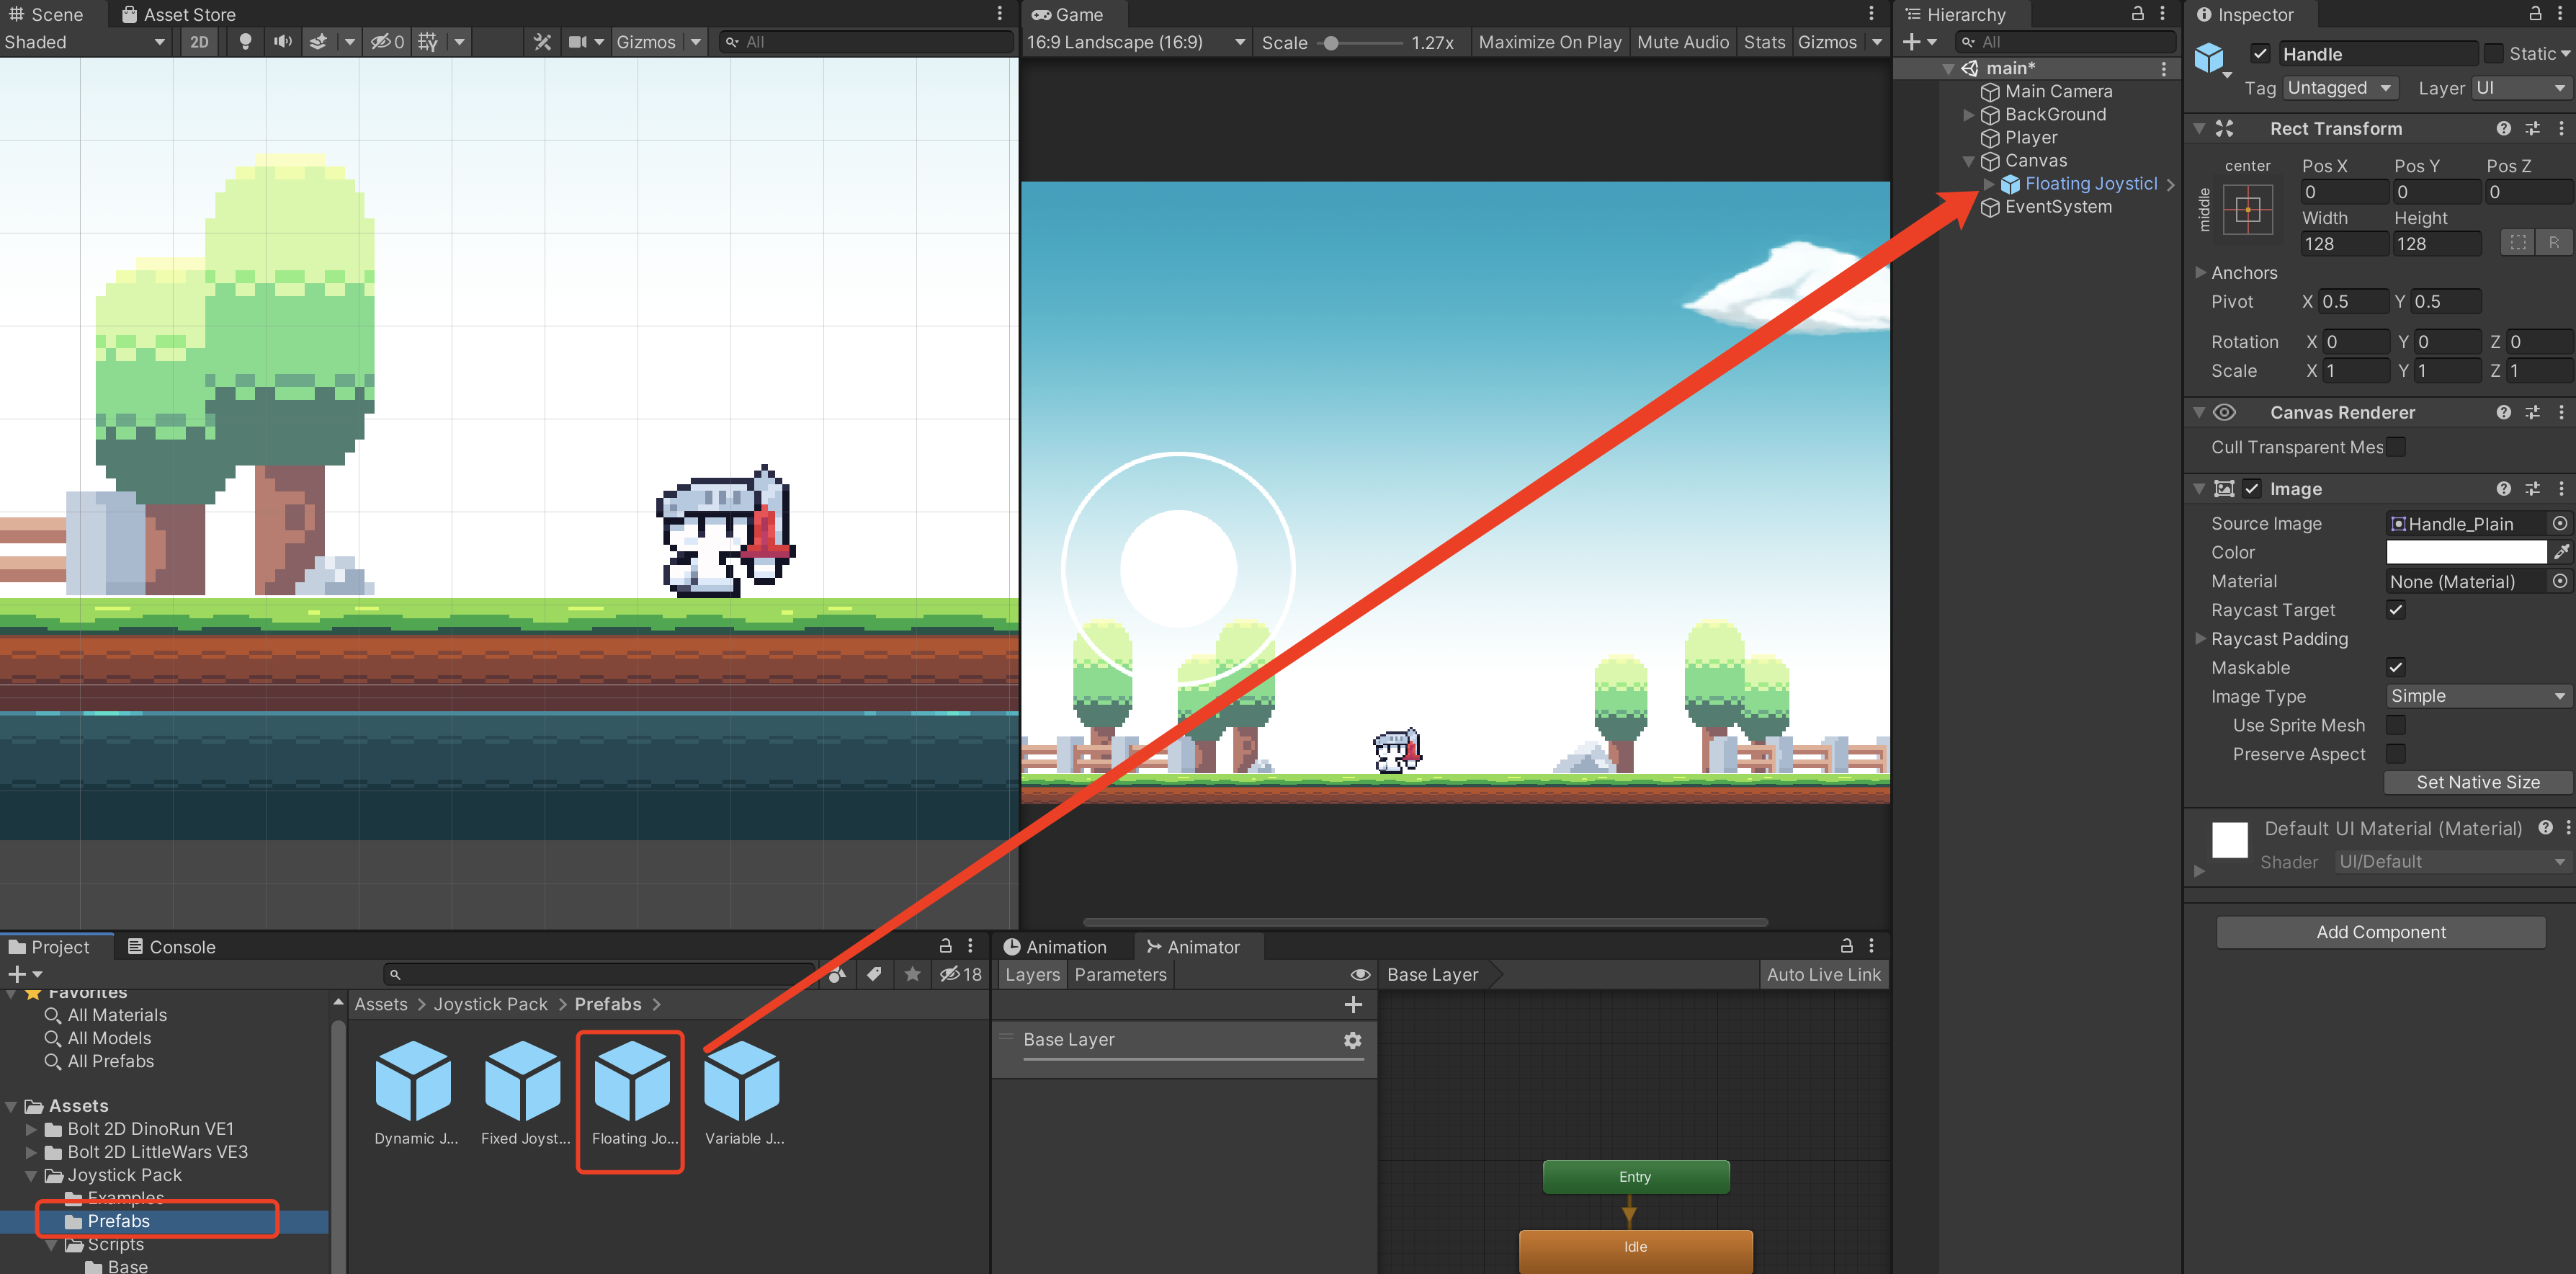 Scene
Asset Store
Shaded
2D
0
Gizmos
All
Game
16:9 Landscape (16:9)
Scale
1.27x
Maximize On Play
Mute Audio
Stats
Gizmos
Hierarchy
All
main*
Main Camera
BackGround
Player
Canvas
Floating Joysticl
EventSystem
Inspector
Handle
Static
Tag
Untagged
Layer
UI
Rect Transform
center
middle
Pos X
Pos Y
Pos Z
0
0
0
Width
Height
128
128
R
Anchors
Pivot
X 0.5
Y 0.5
Rotation
X 0
Y 0
Z 0
Scale
X 1
Y 1
Z 1
Canvas Renderer
Cull Transparent Mes
Image
Source Image
Handle_Plain
Color
Material
None (Material)
Raycast Target
Raycast Padding
Maskable
Image Type
Simple
Use Sprite Mesh
Preserve Aspect
Set Native Size
Default UI Material (Material)
Shader
UI/Default
Add Component
Project
Console
18
Favorites
All Materials
All Models
All Prefabs
Assets
Bolt 2D DinoRun VE1
Bolt 2D LittleWars VE3
Joystick Pack
Examples
Prefabs
Scripts
Base
Assets > Joystick Pack > Prefabs >
Dynamic J...
Fixed Joyst...
Floating Jo...
Variable J...
Animation
Animator
Layers
Parameters
Base Layer
Auto Live Link
Base Layer
Entry
Idle